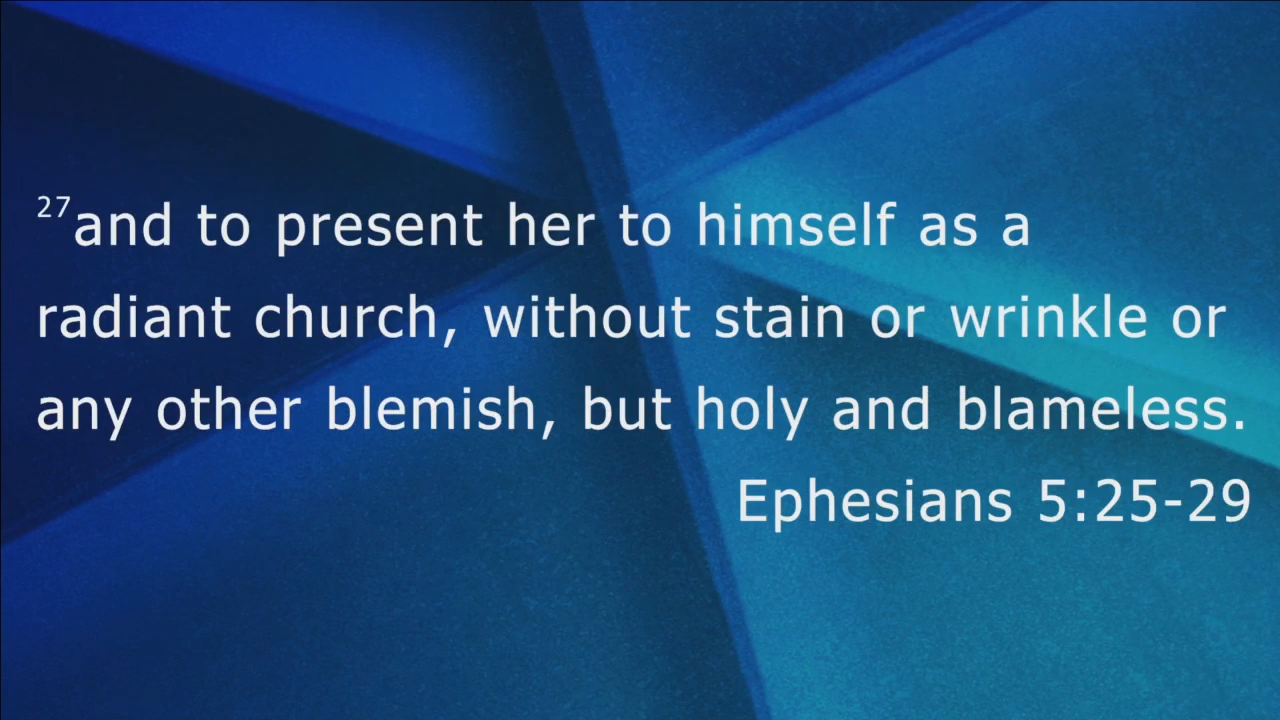 27and to present her to himself as a
radiant church, without stain or wrinkle or
any other blemish, but holy and blameless.
Ephesians 5:25-29